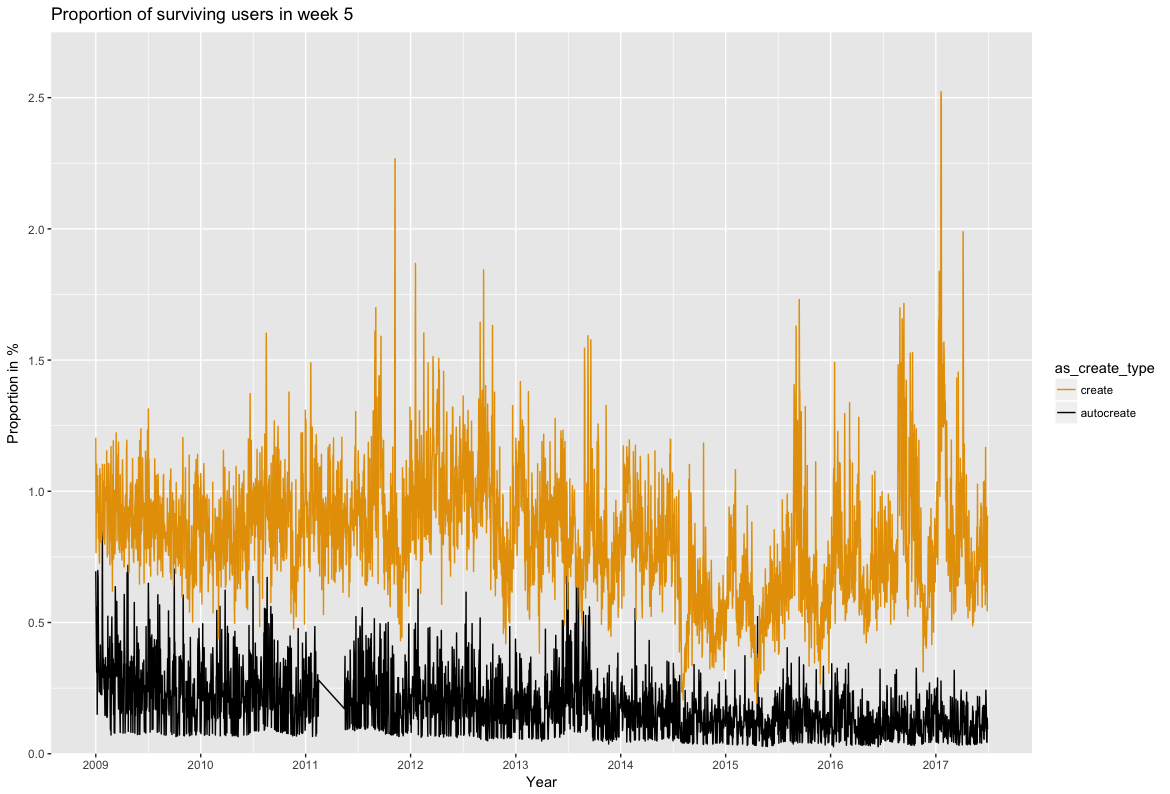 Proportion of surviving users in week 5
Proportion in %
2.5
2.0
1.5
1.0
0.5
0.0
2009 2010 2011 2012 2013 2014 2015 2016 2017
Year
as_create_type
create
autocreate